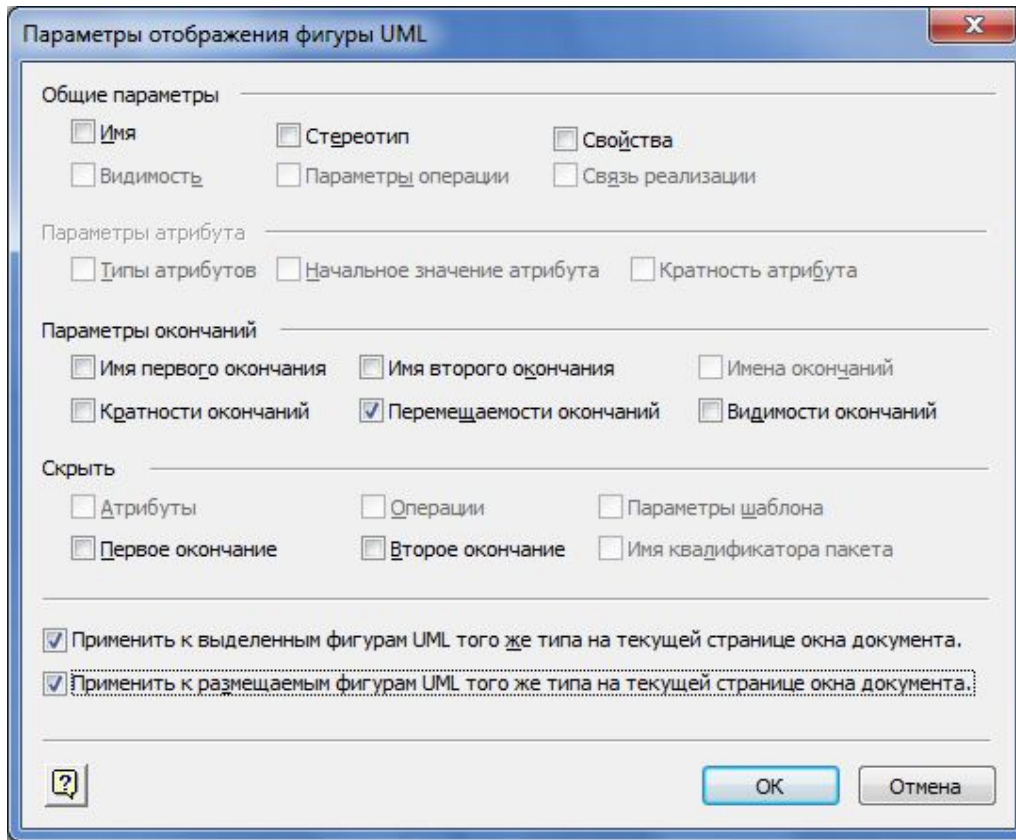 Параметры отображения фигуры UML
Общие параметры
Имя Стереотип Свойства
Видимость Параметры операции Связь реализации
Параметры атрибута
Типы атрибутов Начальное значение атрибута Кратность атрибута
Параметры окончаний
Имя первого окончания Имя второго окончания Имена окончаний
Кратности окончаний Перемещаемости окончаний Видимости окончаний
Скрыть
Атрибуты Операции Параметры шаблона
Первое окончание Второе окончание Имя квалификатора пакета
Применить к выделенным фигурам UML того же типа на текущей странице окна документа.
Применить к размещаемым фигурам UML того же типа на текущей странице окна документа.
ОК Отмена